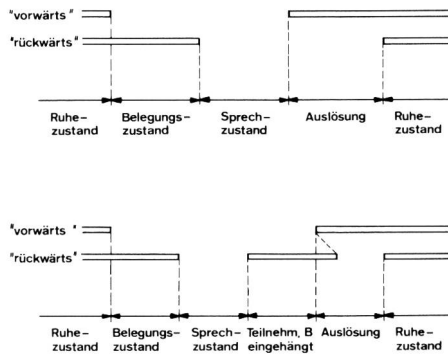 "vorwärts"
"rückwärts"
Ruhe- Belegungs- Sprech- Auslösung Ruhe-
zustand zustand zustand zustand
"vorwärts "
"rückwärts"
Ruhe- Belegungs- Sprech- Teilnehm. B Auslösung Ruhe-
zustand zustand zustand eingehängt zustand